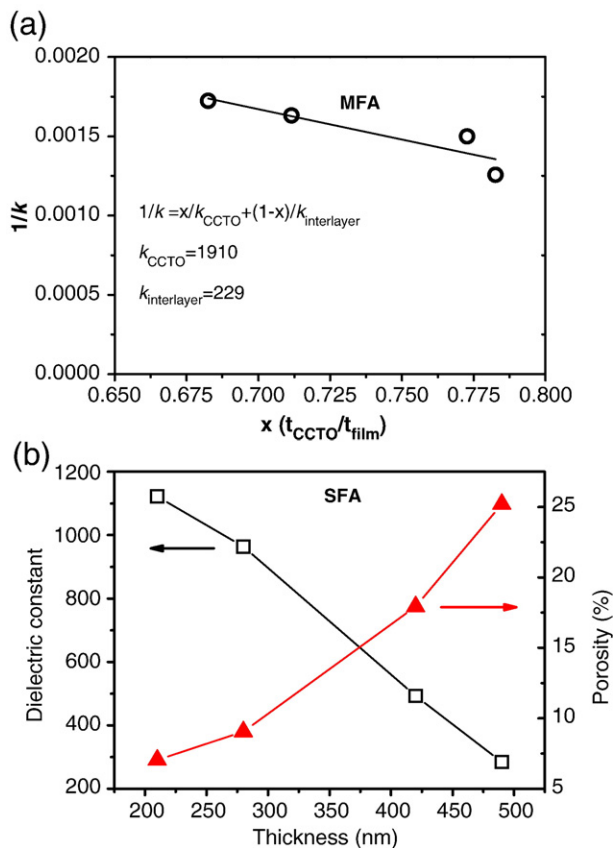 (a)
0.0020
0.0015
0.0010
0.0005
0.0000
1/k
MFA
1/k =x/kCCTO+(1-x)/kinterlayer
kCCTO=1910
kinterlayer=229
0.650 0.675 0.700 0.725 0.750 0.775 0.800
x (tCCTO/tfilm)
(b)
1200
1000
800
600
400
200
Dielectric constant
SFA
25
20
15
10
5
Porosity (%)
200 250 300 350 400 450 500
Thickness (nm)